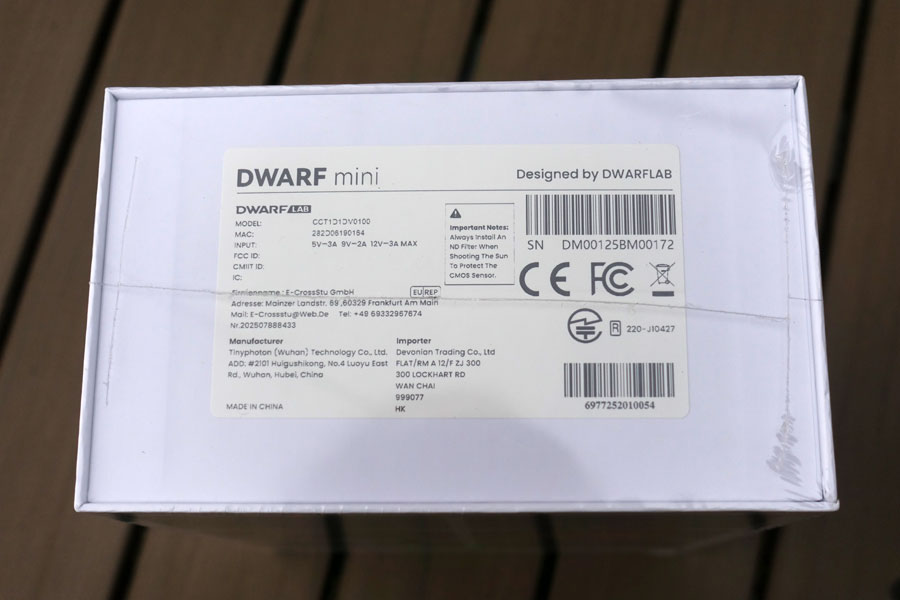 DWARF mini
Designed by DWARFLAB
DWARFLAB
MODEL: CCT1D1DV0100
MAC: 282D06190164
INPUT: 5V⎓3A 9V⎓2A 12V⎓3A MAX
FCC ID:
CMIIT ID:
IC:
Important Notes:
Always Install An
ND Filter When
Shooting The Sun
To Protect The
CMOS Sensor.
SN DM00125BM00172
CE FC
Firmenname: E-CrossStu GmbH
EU REP
Adresse: Mainzer Landstr. 69 ,60329 Frankfurt Am Main
Mail: E-Crossstu@Web.De Tel: +49 69332967674
Nr.202507888433
R 220-J10427
Manufacturer
Tinyphoton (Wuhan) Technology Co., Ltd.
ADD. #2101 Huigushikong, No.4 Luoyu East
Rd., Wuhan, Hubei, China
Importer
Devonian Trading Co., Ltd
FLAT/RM A 12/F ZJ 300
300 LOCKHART RD
WAN CHAI
999077
HK
MADE IN CHINA
6977252010054